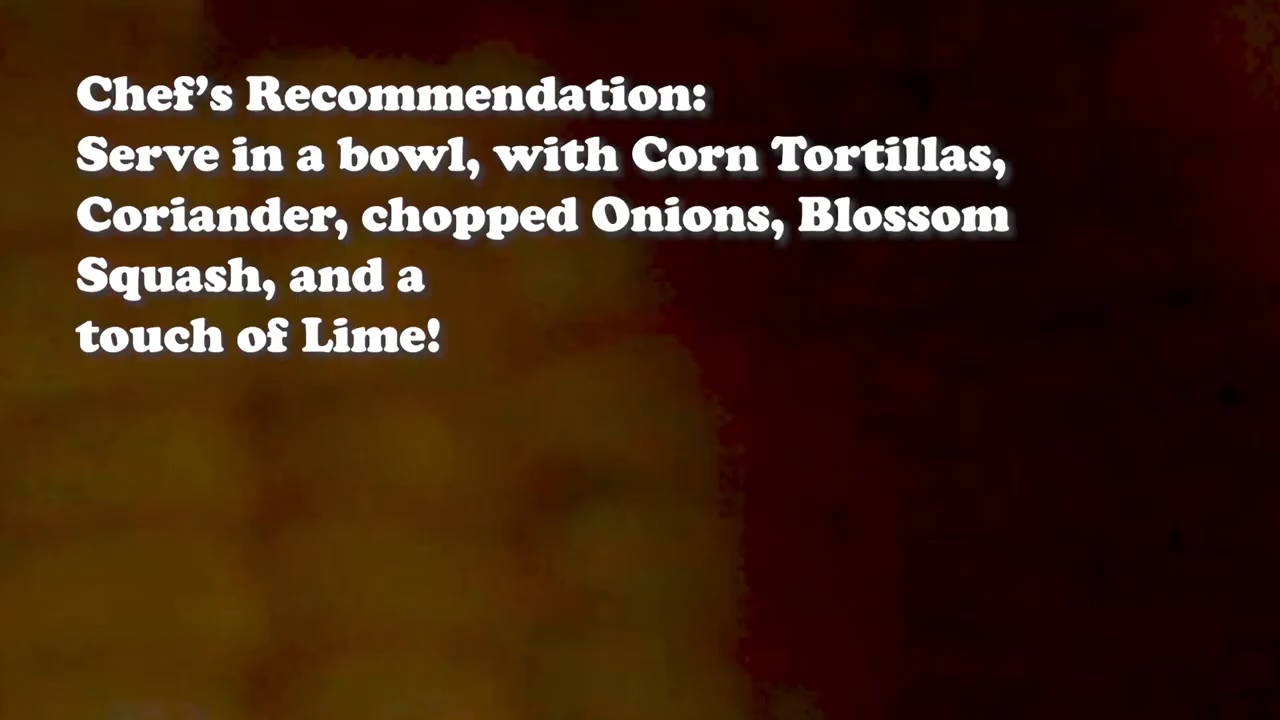 Chef’s Recommendation:
Serve in a bowl, with Corn Tortillas,
Coriander, chopped Onions, Blossom
Squash, and a
touch of Lime!